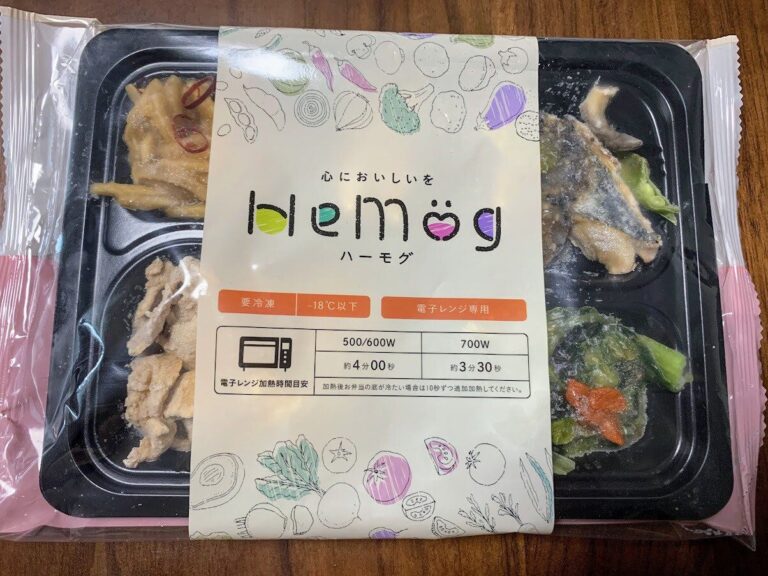 心においしいを
HeMog
ハーモグ
要冷凍 -18℃以下 電子レンジ専用
500/600W 700W
電子レンジ加熱時間目安 約4分00秒 約3分30秒
加熱後お弁当の底が冷たい場合は10秒ずつ追加加熱してください。